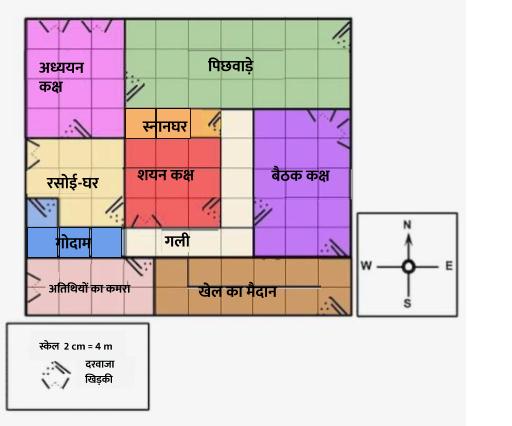 पिछवाड़े
अध्ययन
कक्ष
स्नानघर
रसोई-घर
शयन कक्ष
बैठक कक्ष
गोदाम
गली
अतिथियों का कमरा
खेल का मैदान
N
W
E
S
स्केल 2 cm = 4 m
दरवाजा
खिड़की